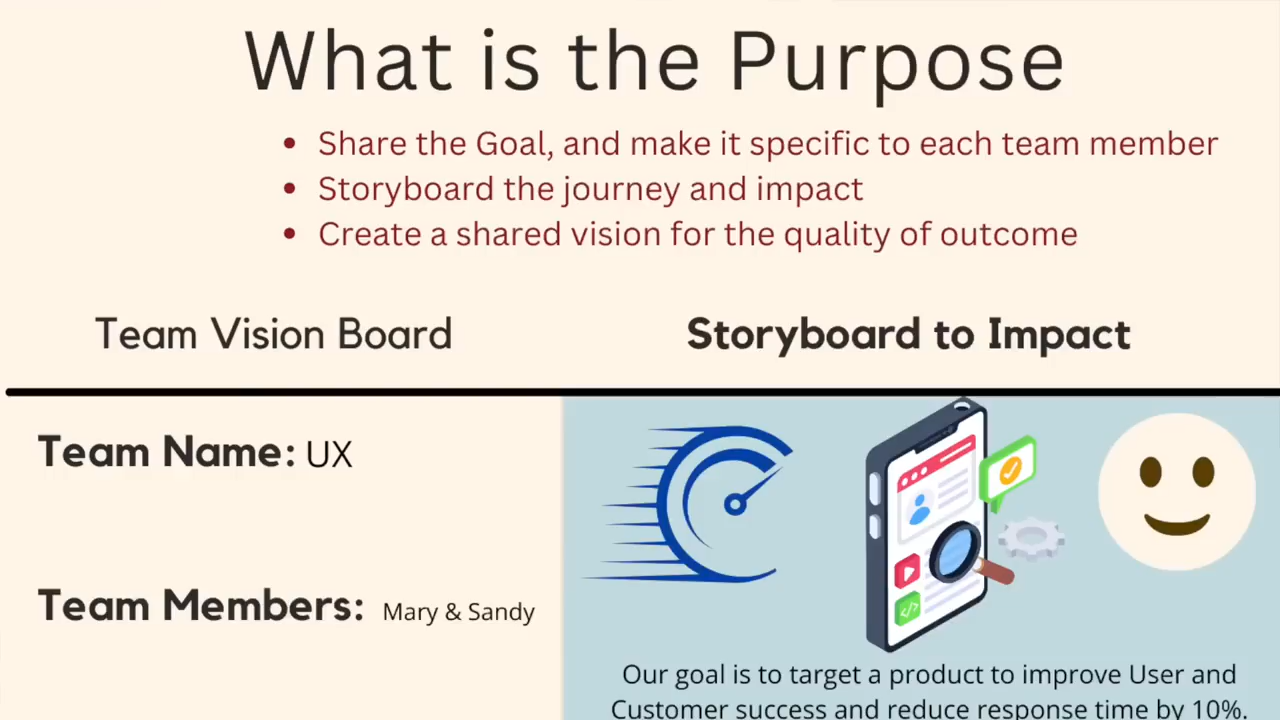 What is the Purpose
• Share the Goal, and make it specific to each team member
• Storyboard the journey and impact
• Create a shared vision for the quality of outcome
Team Vision Board
Storyboard to Impact
Team Name: UX
Team Members: Mary & Sandy
Our goal is to target a product to improve User and
Customer success and reduce response time by 10%.